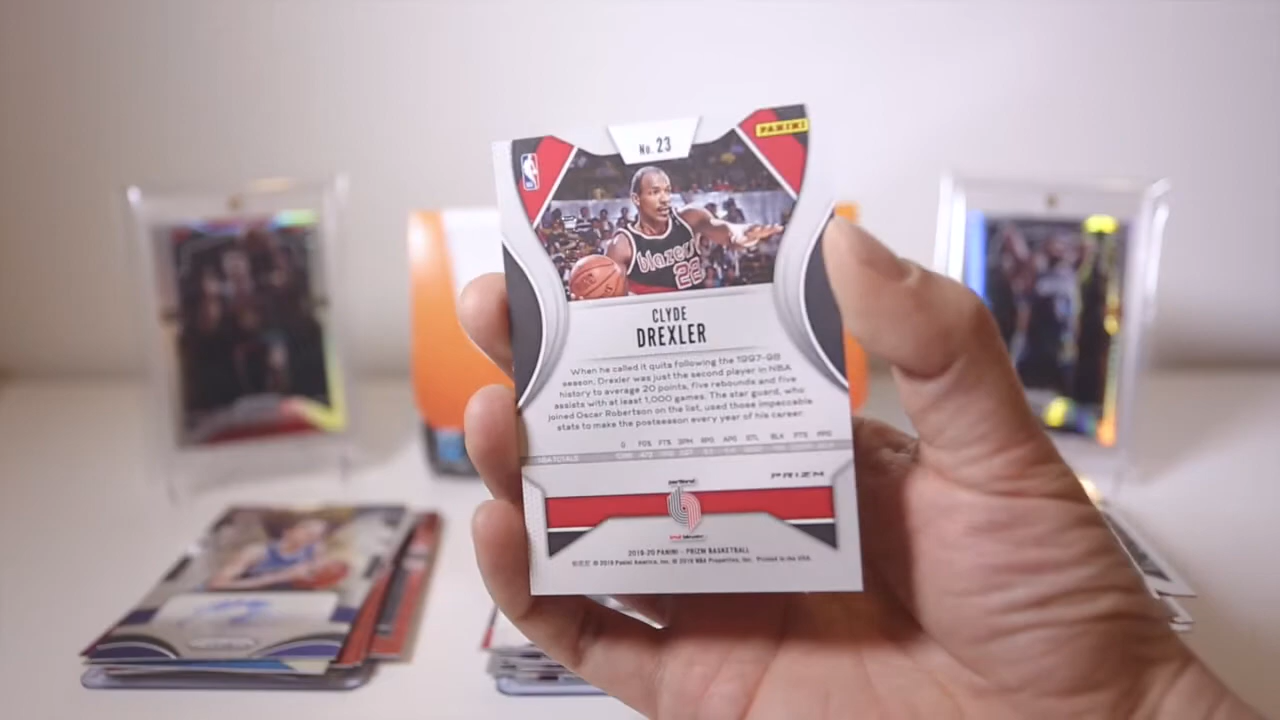 No. 23
PANINI
blazers
22
CLYDE
DREXLER
When he called it quits following the 1997-98
season, Drexler was just the second player in NBA
history to average 20 points, five rebounds and five
assists with at least 1,000 games. The star guard, who
joined Oscar Robertson on the list, used those impeccable
stats to make the postseason every year of his career.
G FG% FT% 3PM RPG APG STL BLK PTS PPG
NBA TOTALS
PRIZM
portland
trail blazers
2019-20 PANINI - PRIZM BASKETBALL
© 2019 Panini America, Inc. © 2019 NBA Properties, Inc. Printed in the USA.